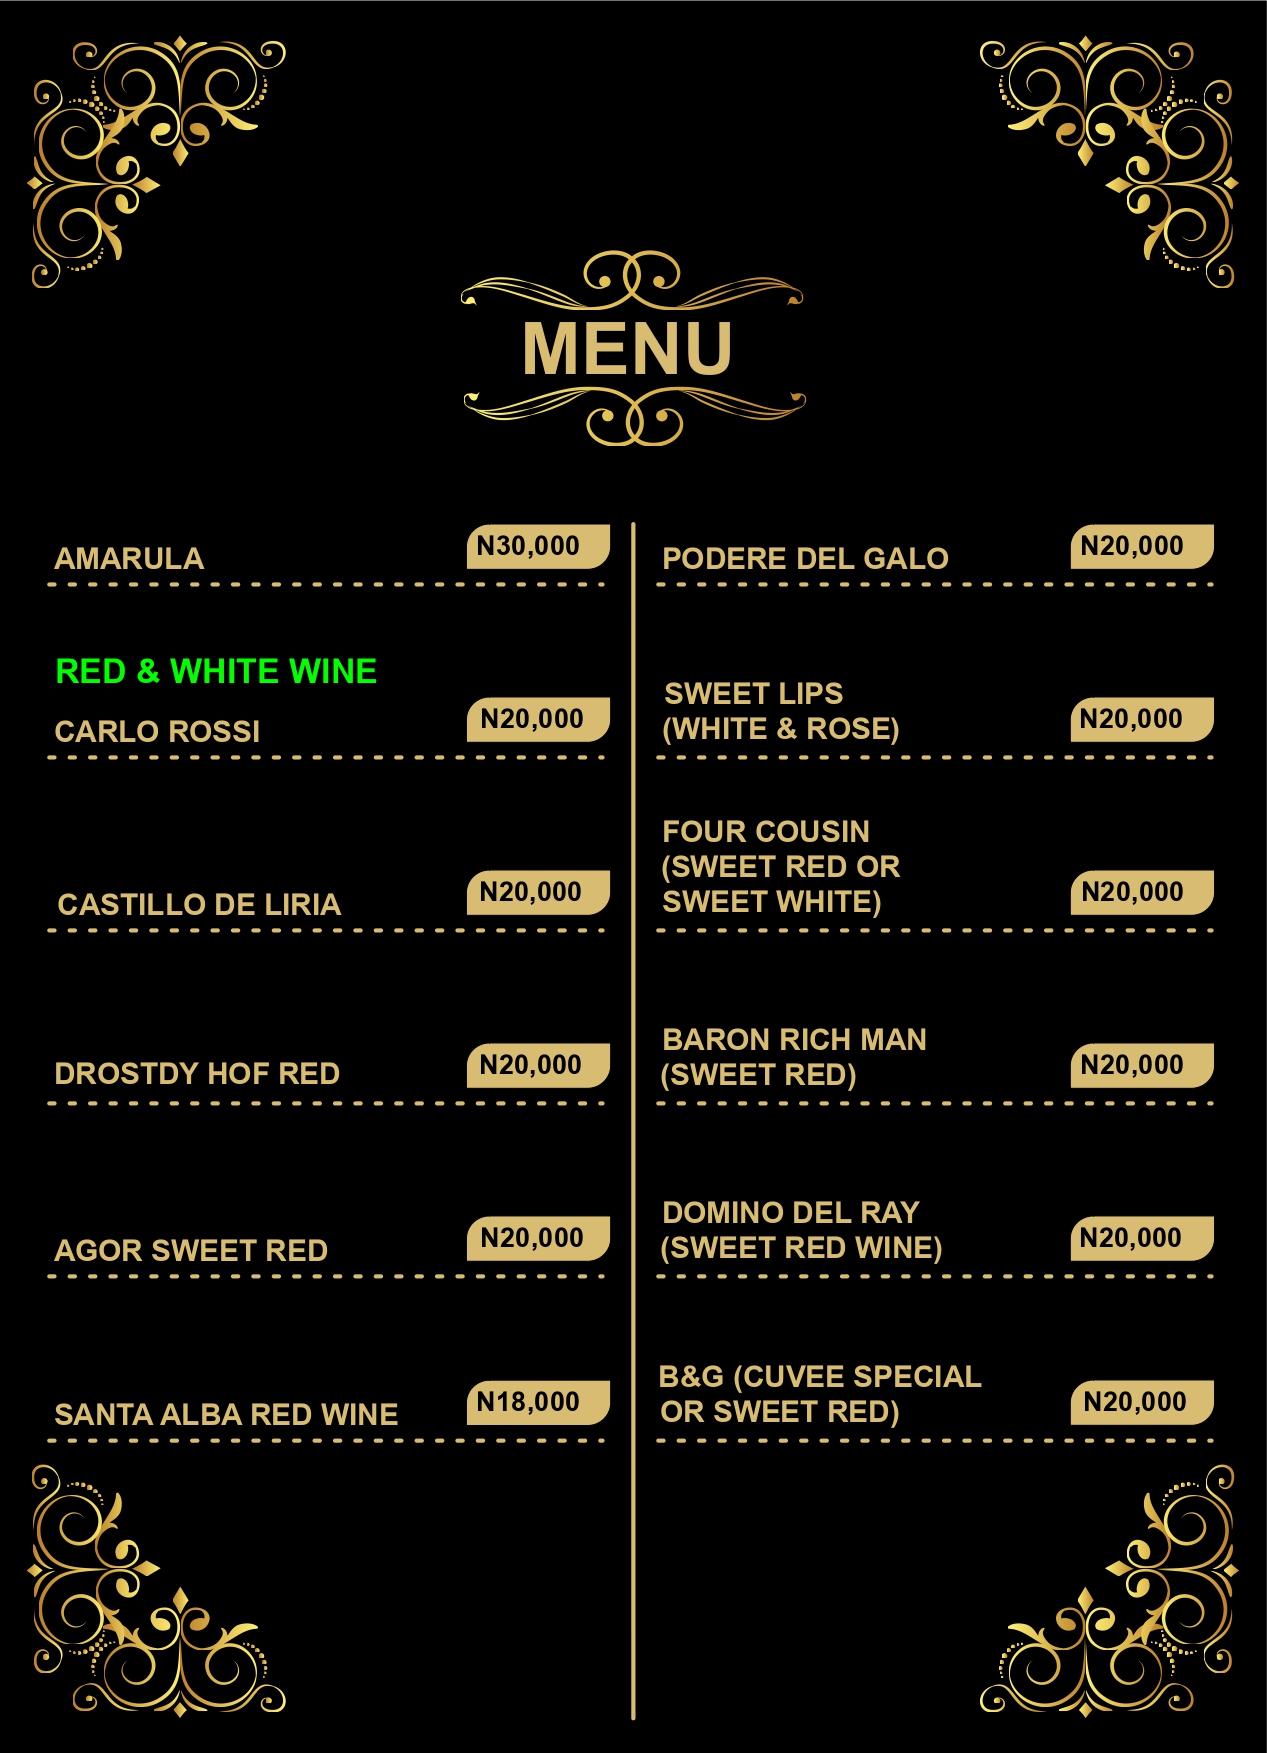 MENU
AMARULA
N30,000
RED & WHITE WINE
CARLO ROSSI
N20,000
CASTILLO DE LIRIA
N20,000
DROSTDY HOF RED
N20,000
AGOR SWEET RED
N20,000
SANTA ALBA RED WINE
N18,000
PODERE DEL GALO
N20,000
SWEET LIPS
(WHITE & ROSE)
N20,000
FOUR COUSIN
(SWEET RED OR
SWEET WHITE)
N20,000
BARON RICH MAN
(SWEET RED)
N20,000
DOMINO DEL RAY
(SWEET RED WINE)
N20,000
B&G (CUVEE SPECIAL
OR SWEET RED)
N20,000